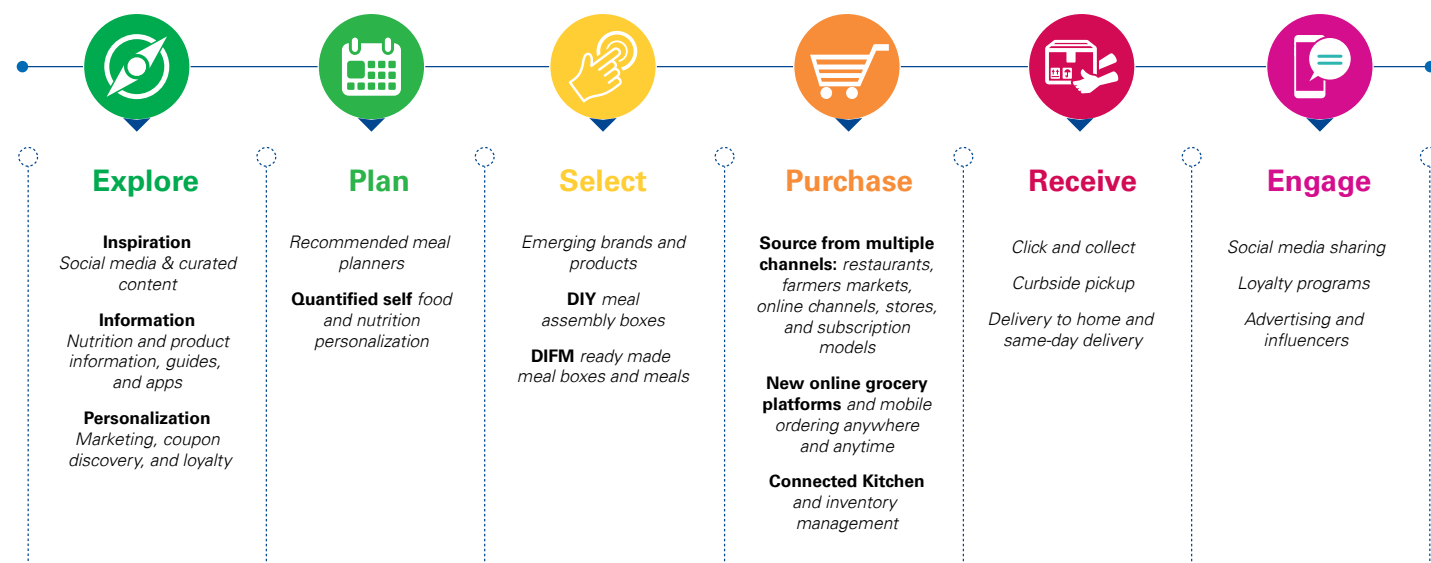 Explore
Inspiration
Social media & curated
content
Information
Nutrition and product
information, guides,
and apps
Personalization
Marketing, coupon
discovery, and loyalty
Plan
Recommended meal
planners
Quantified self food
and nutrition
personalization
Select
Emerging brands and
products
DIY meal
assembly boxes
DIFM ready made
meal boxes and meals
Purchase
Source from multiple
channels: restaurants,
farmers markets,
online channels, stores,
and subscription
models
New online grocery
platforms and mobile
ordering anywhere
and anytime
Connected Kitchen
and inventory
management
Receive
Click and collect
Curbside pickup
Delivery to home and
same-day delivery
Engage
Social media sharing
Loyalty programs
Advertising and
influencers